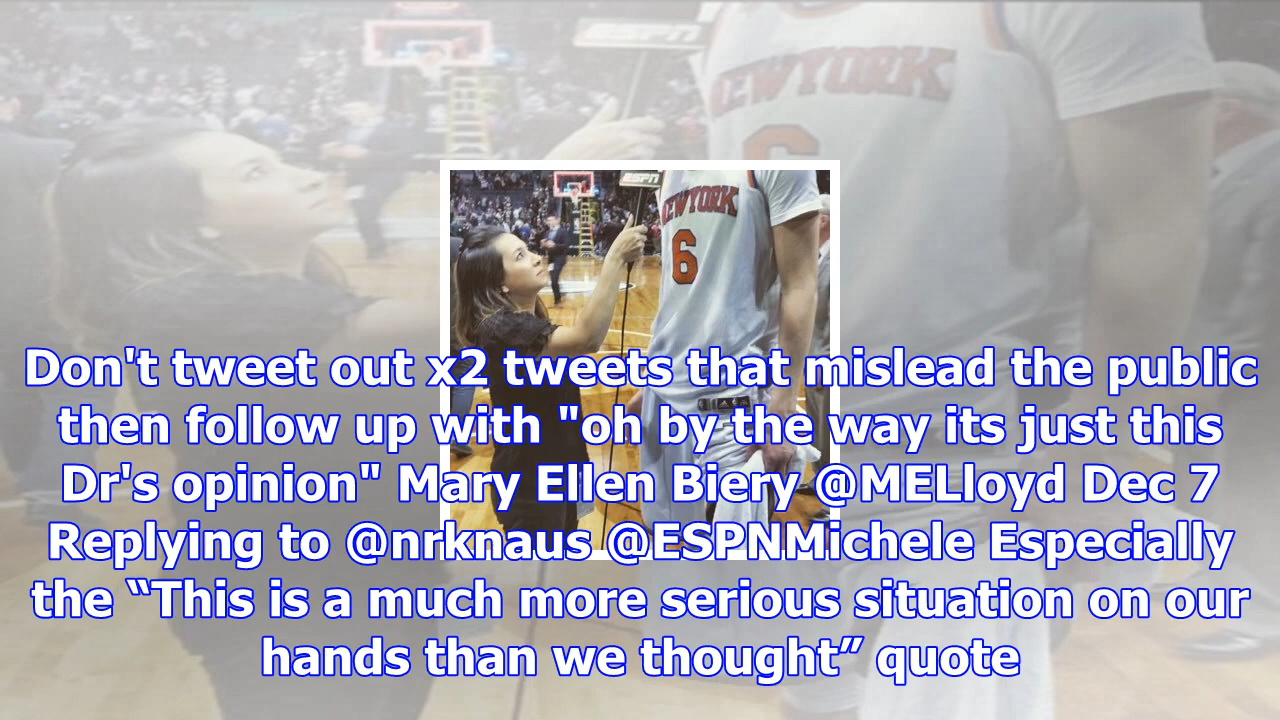 ESPN
NEWYORK
6
Don't tweet out x2 tweets that mislead the public
then follow up with "oh by the way its just this
Dr's opinion" Mary Ellen Biery @MELloyd Dec 7
Replying to @nrknaus @ESPNMichele Especially
the “This is a much more serious situation on our
hands than we thought” quote